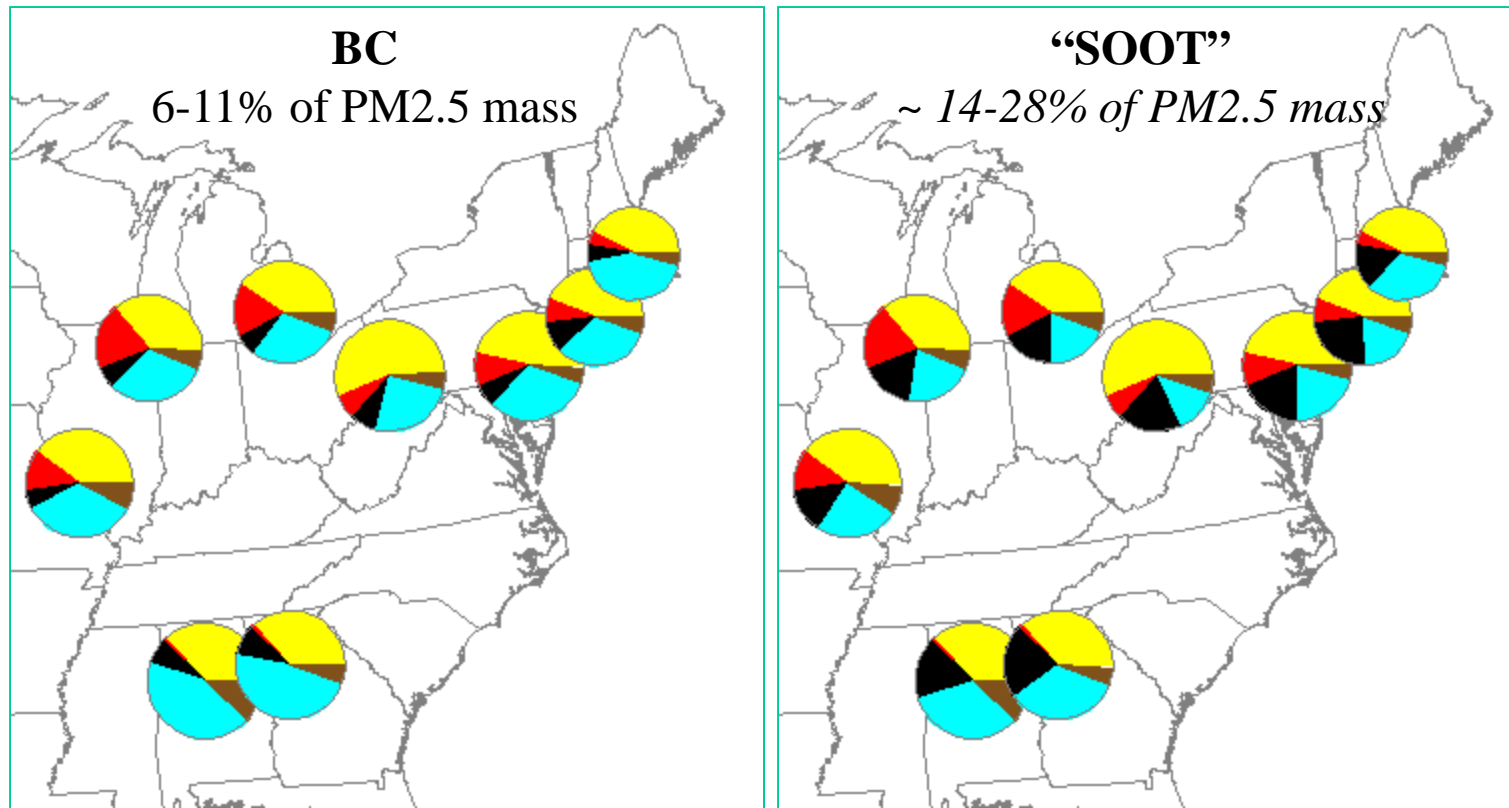 BC
6-11% of PM2.5 mass
“SOOT”
~ 14-28% of PM2.5 mass